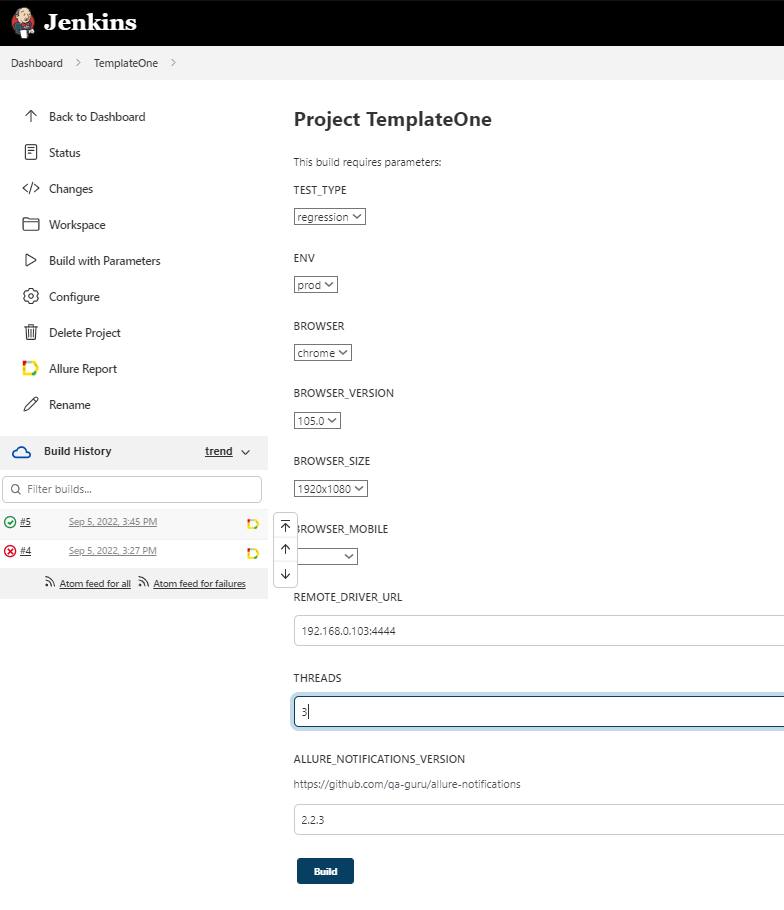 Jenkins
Dashboard TemplateOne
Back to Dashboard
Status
Changes
Workspace
Build with Parameters
Configure
Delete Project
Allure Report
Rename
Build History trend
Filter builds...
#5 Sep 5, 2022, 3:45 PM
#4 Sep 5, 2022, 3:27 PM
Atom feed for all Atom feed for failures
Project TemplateOne
This build requires parameters:
TEST_TYPE
regression
ENV
prod
BROWSER
chrome
BROWSER_VERSION
105.0
BROWSER_SIZE
1920x1080
BROWSER_MOBILE
REMOTE_DRIVER_URL
192.168.0.103:4444
THREADS
3
ALLURE_NOTIFICATIONS_VERSION
https://github.com/qa-guru/allure-notifications
2.2.3
Build